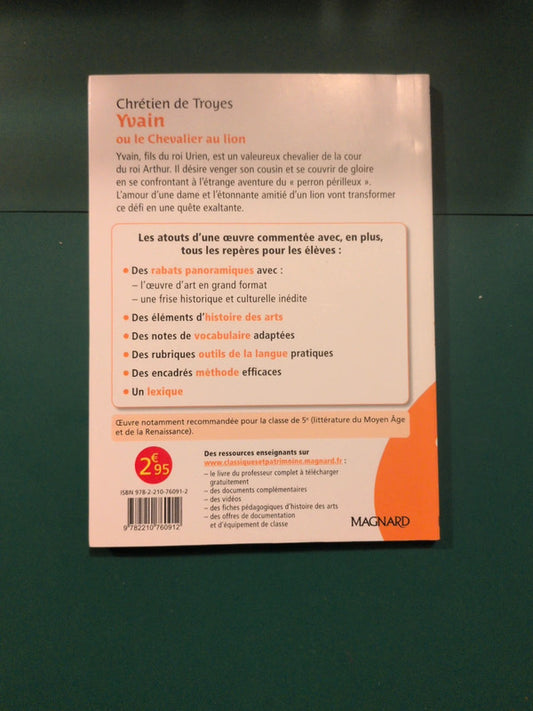 Chrétien de Troyes
Yvain
ou le Chevalier au lion
Yvain, fils du roi Urien, est un valeureux chevalier de la cour
du roi Arthur. Il désire venger son cousin et se couvrir de gloire
en se confrontant à l'étrange aventure du « perron périlleux ».
L'amour d'une dame et l'étonnante amitié d'un lion vont transformer
ce défi en une quête exaltante.
Les atouts d'une œuvre commentée avec, en plus,
tous les repères pour les élèves :
• Des rabats panoramiques avec :
– l'œuvre d'art en grand format
– une frise historique et culturelle inédite
• Des éléments d'histoire des arts
• Des notes de vocabulaire adaptées
• Des rubriques outils de la langue pratiques
• Des encadrés méthode efficaces
• Un lexique
Œuvre notamment recommandée pour la classe de 5e (littérature du Moyen Âge
et de la Renaissance).
2€95
ISBN 978-2-210-76091-2
9 782210 760912
Des ressources enseignants sur
www.classiquesetpatrimoine.magnard.fr :
– le livre du professeur complet à télécharger
gratuitement
– des documents complémentaires
– des vidéos
– des fiches pédagogiques d'histoire des arts
– des offres de documentation
et d'équipement de classe
MAGNARD